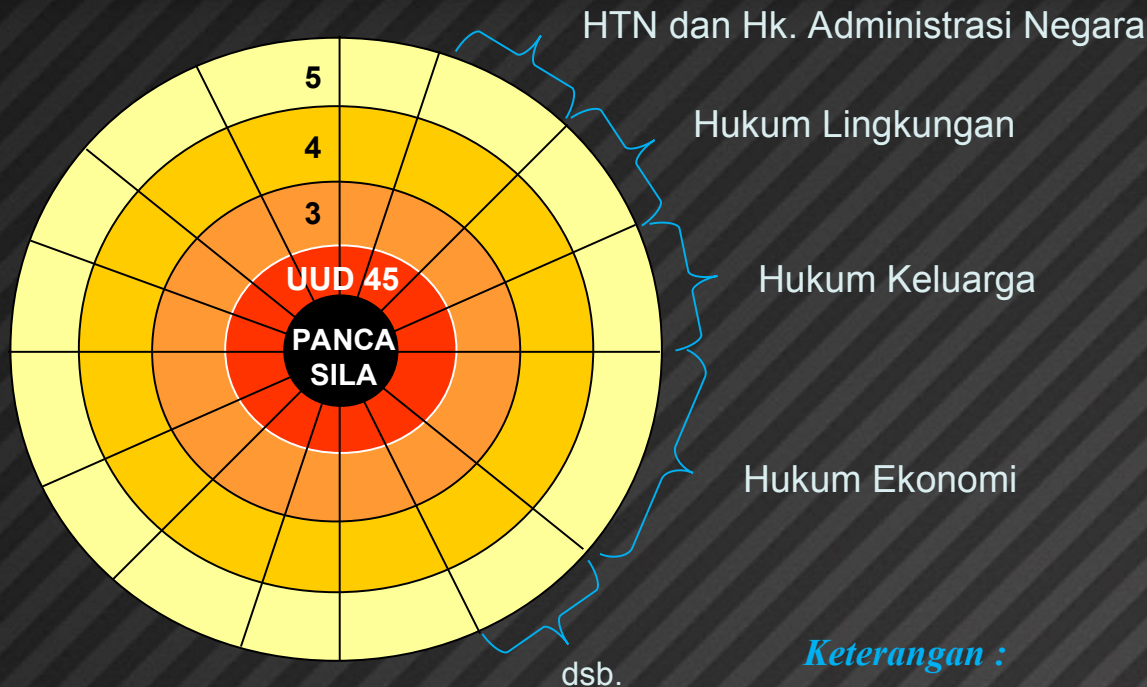 HTN dan Hk. Administrasi Negara
5
Hukum Lingkungan
4
3
UUD 45
Hukum Keluarga
PANCA
SILA
Hukum Ekonomi
Keterangan :
dsb.